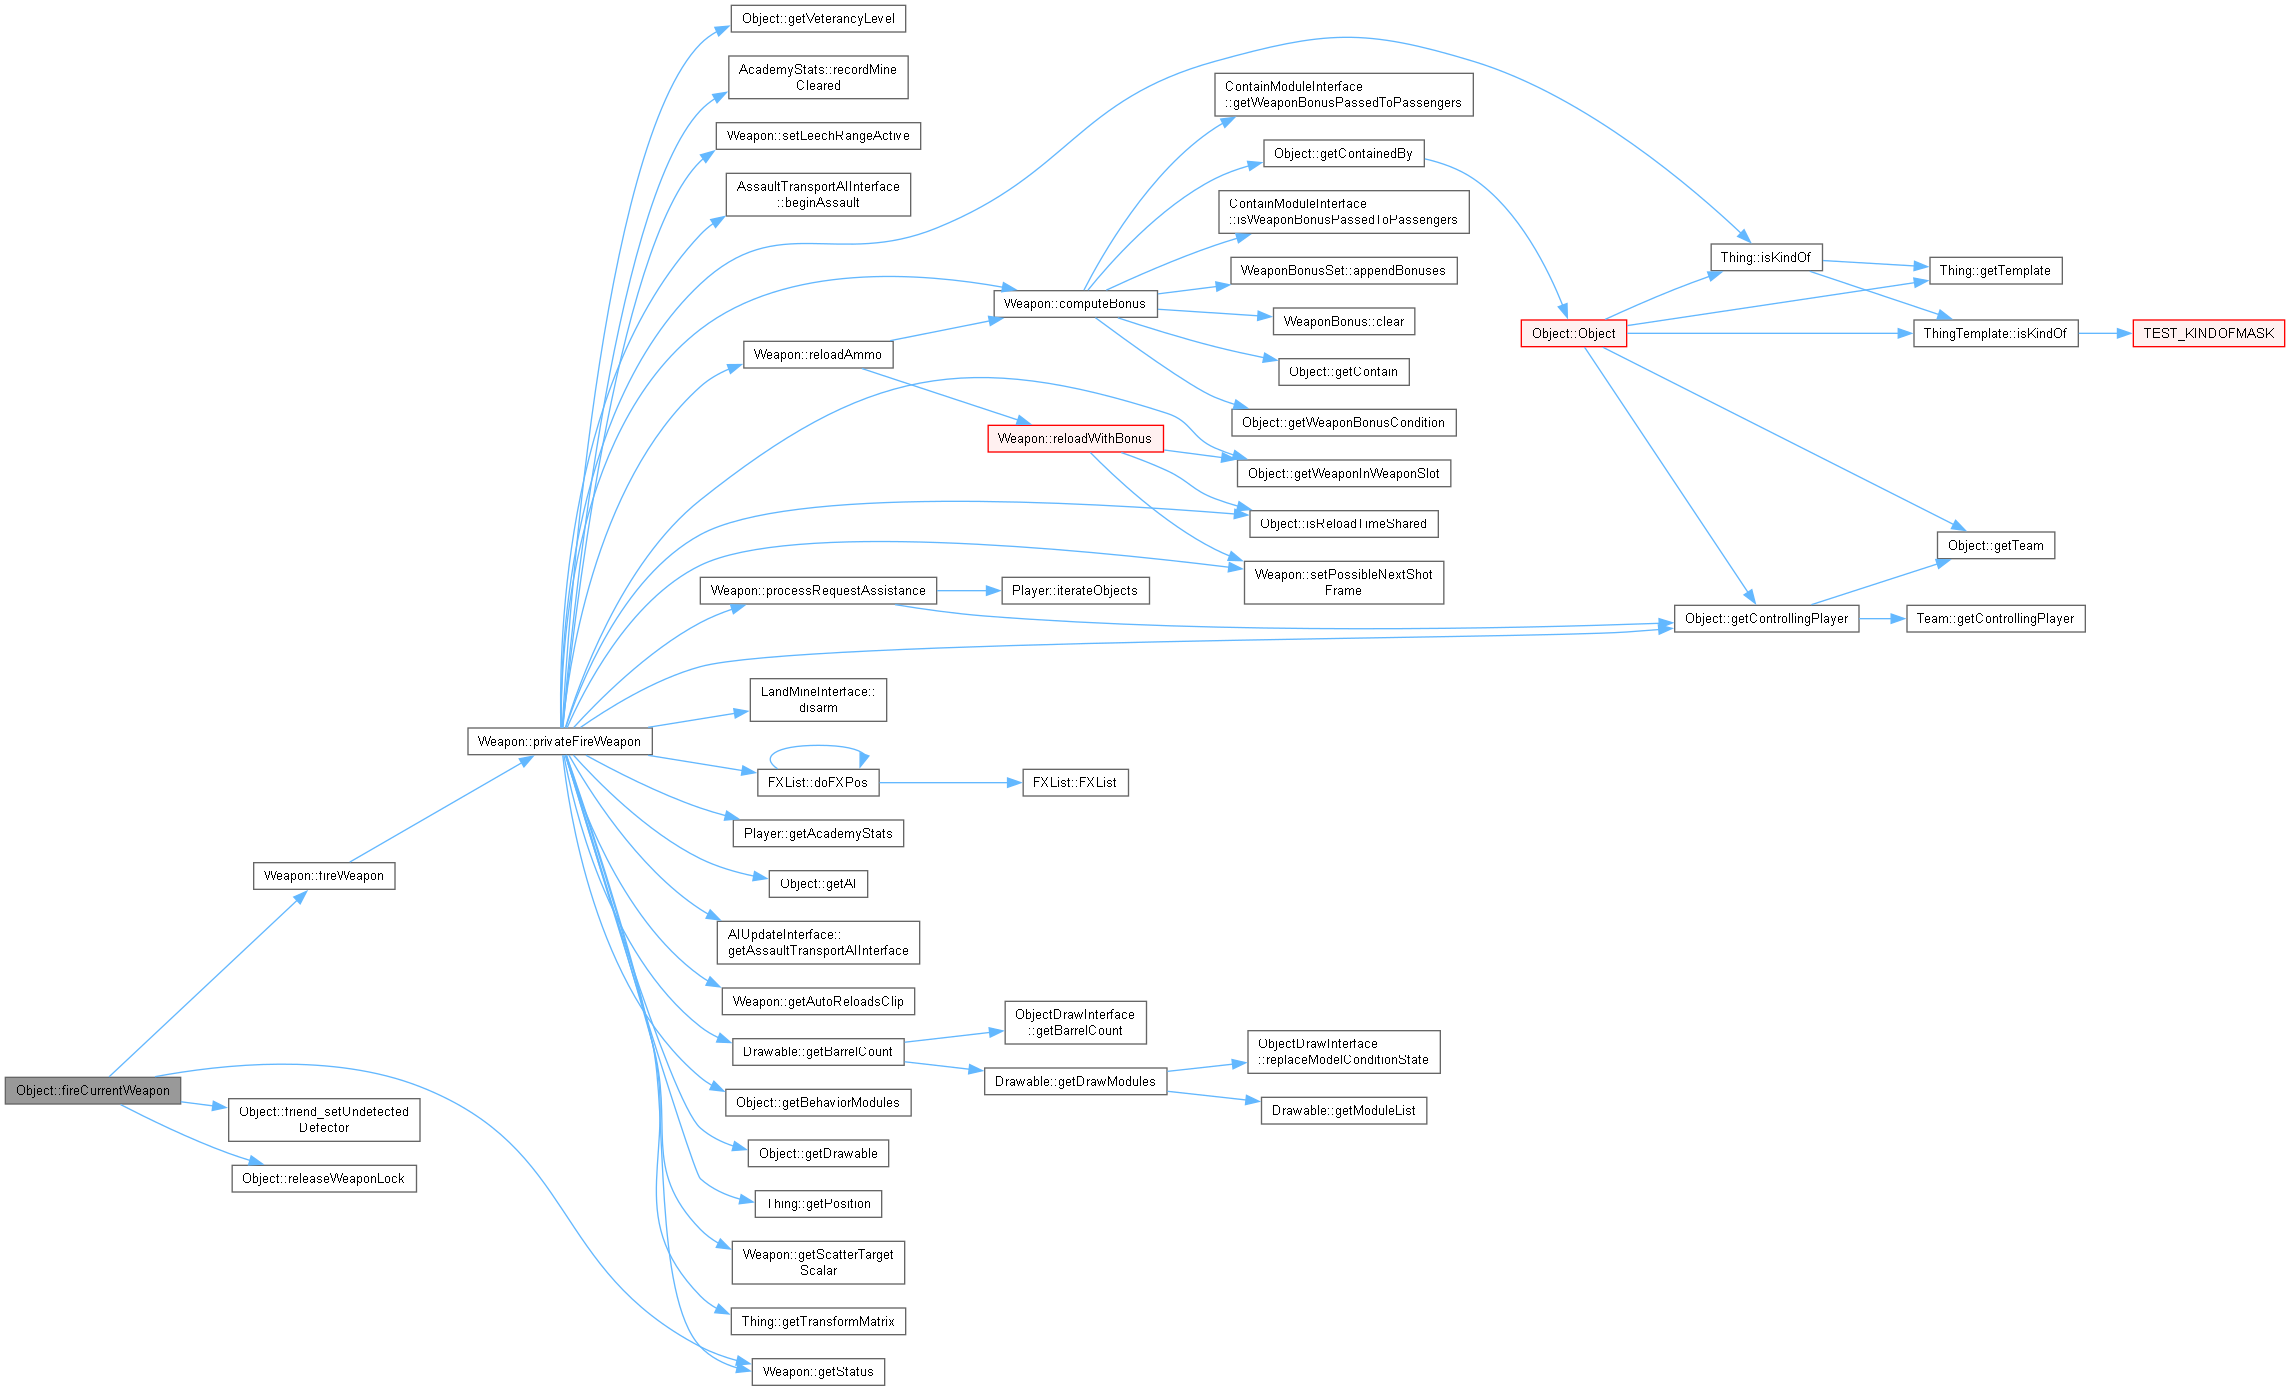 Object::getVeterancyLevel
AcademyStats::recordMine
Cleared
Weapon::setLeechRangeActive
AssaultTransportAIInterface
::beginAssault
ContainModuleInterface
::getWeaponBonusPassedToPassengers
Object::getContainedBy
ContainModuleInterface
::isWeaponBonusPassedToPassengers
WeaponBonusSet::appendBonuses
Weapon::computeBonus
WeaponBonus::clear
Weapon::reloadAmmo
Object::getContain
Object::getWeaponBonusCondition
Weapon::reloadWithBonus
Object::getWeaponInWeaponSlot
Object::isReloadTimeShared
Weapon::setPossibleNextShot
Frame
Thing::isKindOf
Thing::getTemplate
Object::Object
ThingTemplate::isKindOf
TEST_KINDOFMASK
Object::getTeam
Object::getControllingPlayer
Team::getControllingPlayer
Weapon::processRequestAssistance
Player::iterateObjects
LandMineInterface::
disarm
Weapon::privateFireWeapon
FXList::doFXPos
FXList::FXList
Player::getAcademyStats
Weapon::fireWeapon
Object::getAI
AIUpdateInterface::
getAssaultTransportAIInterface
Weapon::getAutoReloadsClip
ObjectDrawInterface
::getBarrelCount
Drawable::getBarrelCount
ObjectDrawInterface
::replaceModelConditionState
Drawable::getDrawModules
Drawable::getModuleList
Object::fireCurrentWeapon
Object::getBehaviorModules
Object::friend_setUndetected
Defector
Object::getDrawable
Object::releaseWeaponLock
Thing::getPosition
Weapon::getScatterTarget
Scalar
Thing::getTransformMatrix
Weapon::getStatus